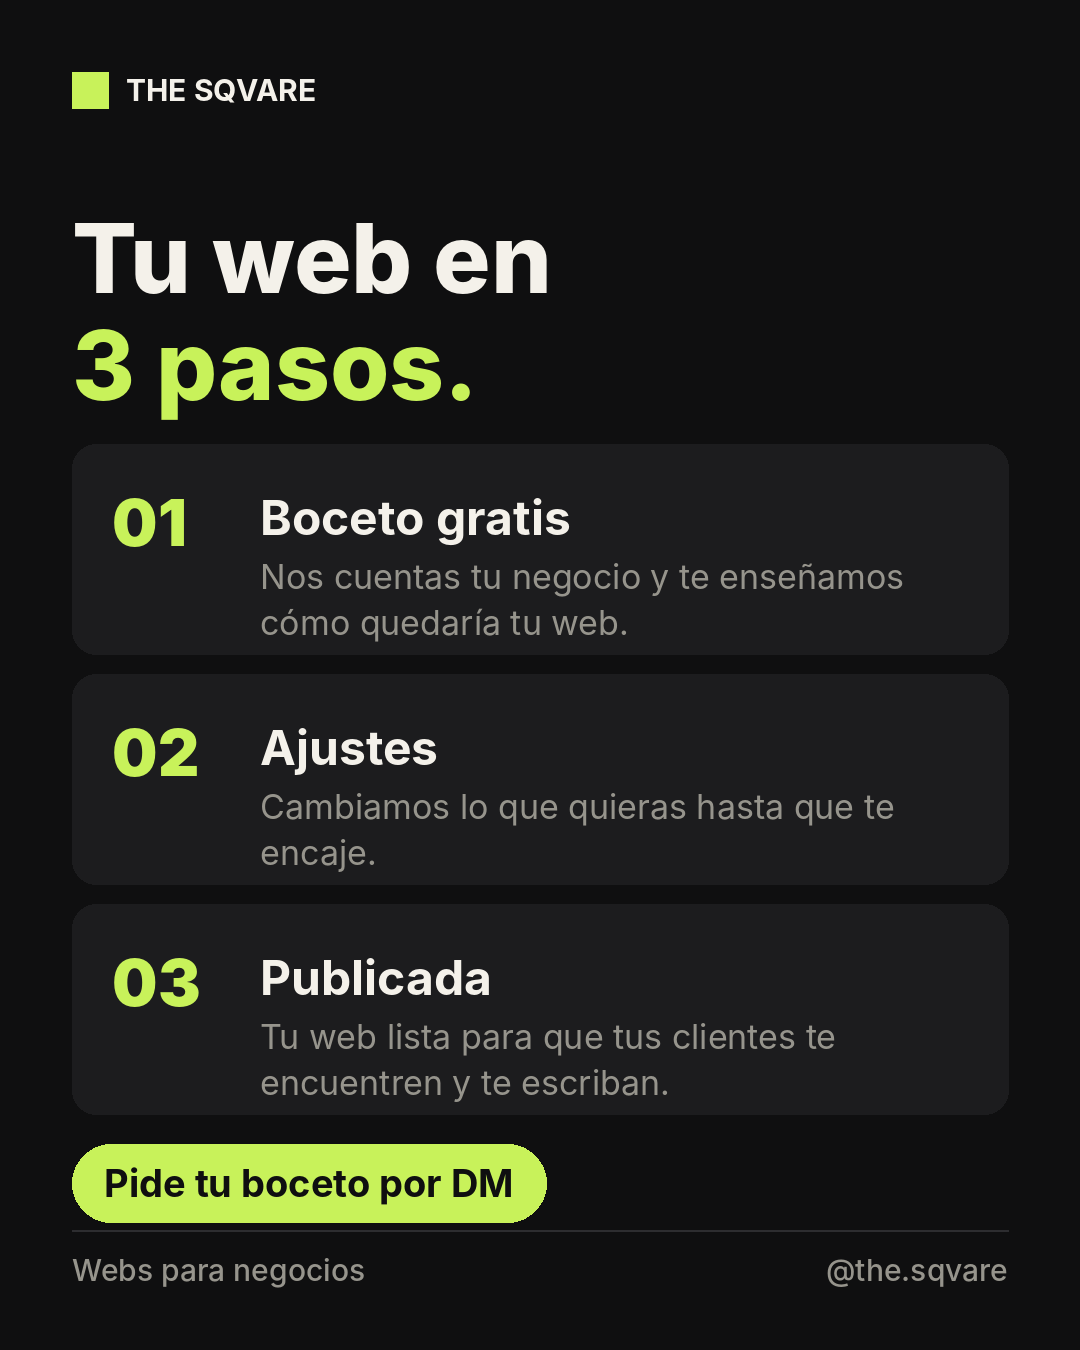 THE SQVARE
Tu web en
3 pasos.
01
Boceto gratis
Nos cuentas tu negocio y te enseñamos
cómo quedaría tu web.
02
Ajustes
Cambiamos lo que quieras hasta que te
encaje.
03
Publicada
Tu web lista para que tus clientes te
encuentren y te escriban.
Pide tu boceto por DM
Webs para negocios
@the.sqvare